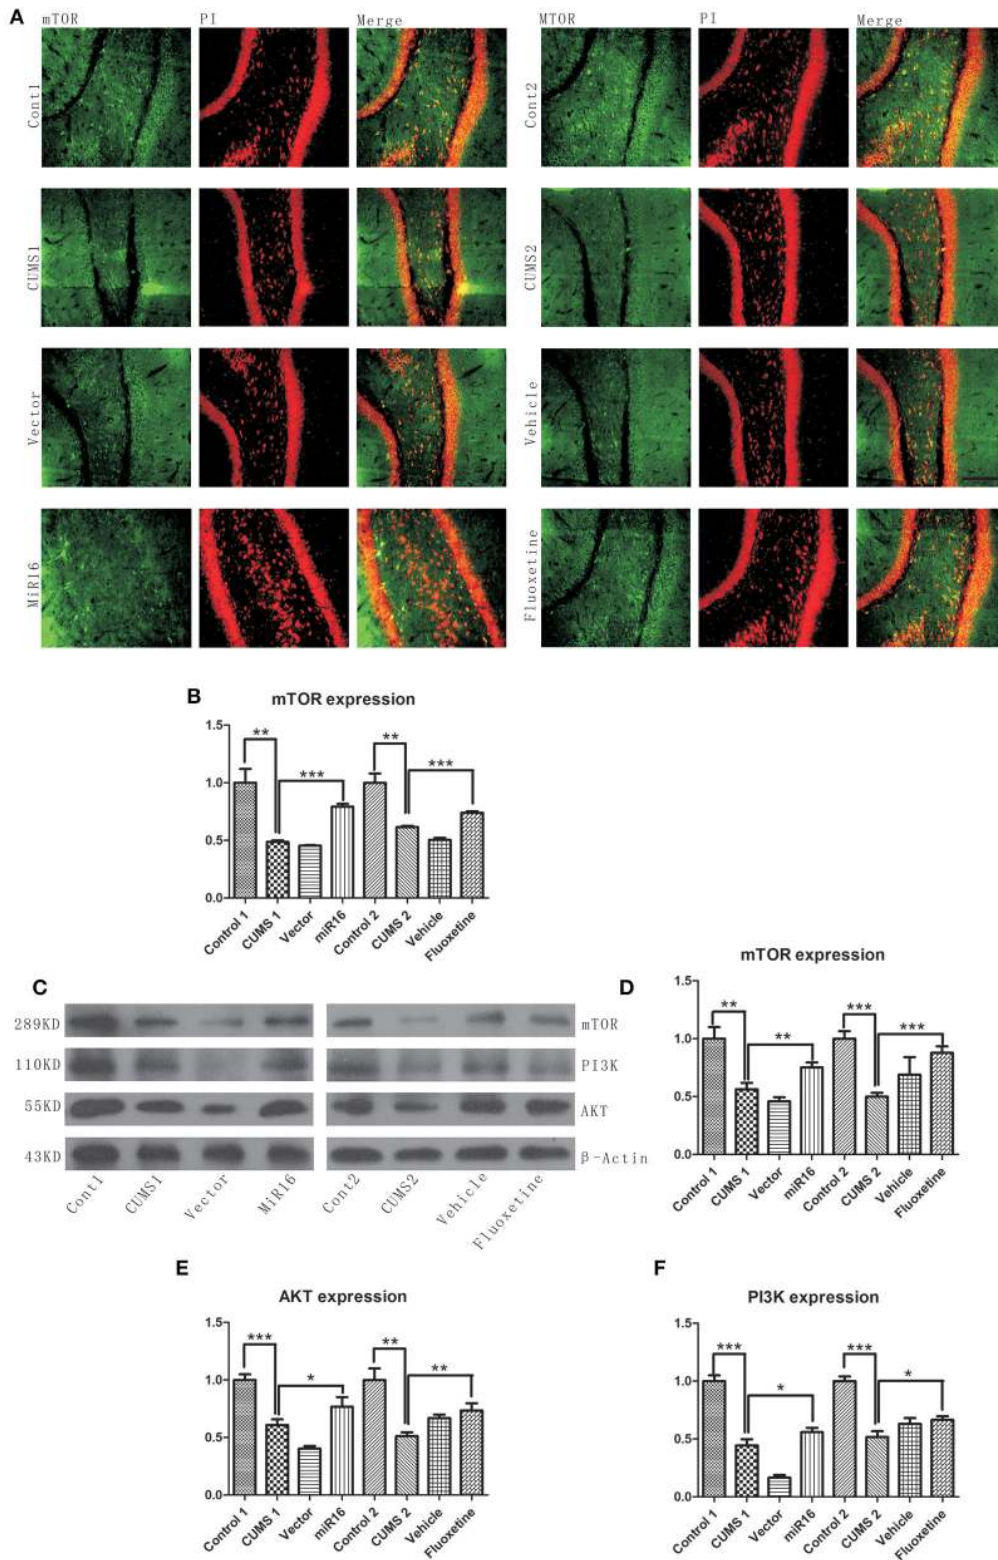 A
mTOR PI Merge MTOR PI Merge
Cont1
Cont2
CUMS1
CUMS2
Vector
Vehicle
MiR16
Fluoxetine
B
mTOR expression
1.5
1.0
0.5
0.0
** *** ** ***
Control 1 CUMS 1 Vector miR16 Control 2 CUMS 2 Vehicle Fluoxetine
C
289KD mTOR
110KD PI3K
55KD AKT
43KD β-Actin
Cont1 CUMS1 Vector MiR16 Cont2 CUMS2 Vehicle Fluoxetine
D
mTOR expression
1.5
1.0
0.5
0.0
** ** *** ***
Control 1 CUMS 1 Vector miR16 Control 2 CUMS 2 Vehicle Fluoxetine
E
AKT expression
1.5
1.0
0.5
0.0
*** * ** **
Control 1 CUMS 1 Vector miR16 Control 2 CUMS 2 Vehicle Fluoxetine
F
PI3K expression
1.5
1.0
0.5
0.0
*** * *** *
Control 1 CUMS 1 Vector miR16 Control 2 CUMS 2 Vehicle Fluoxetine